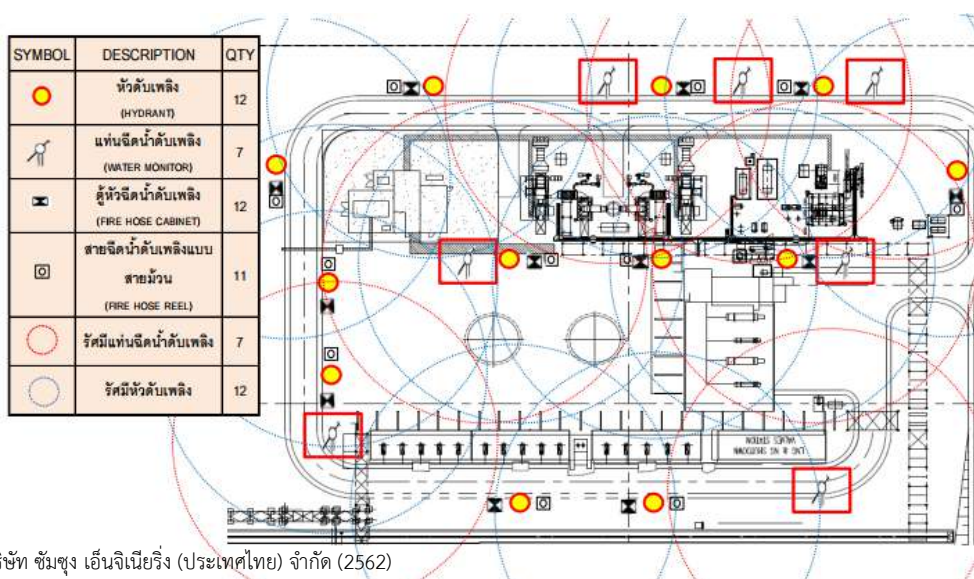 SYMBOL DESCRIPTION QTY
หัวดับเพลิง
(HYDRANT)
12
แท่นฉีดน้ำดับเพลิง
(WATER MONITOR)
7
ตู้หัวฉีดน้ำดับเพลิง
(FIRE HOSE CABINET)
12
สายฉีดน้ำดับเพลิงแบบ
สายม้วน
(FIRE HOSE REEL)
11
รัศมีแท่นฉีดน้ำดับเพลิง 7
รัศมีหัวดับเพลิง 12
LNG & NG SHUTDOWN
VALVES STATION
ษัท ซัมซุง เอ็นจิเนียริ่ง (ประเทศไทย) จำกัด (2562)